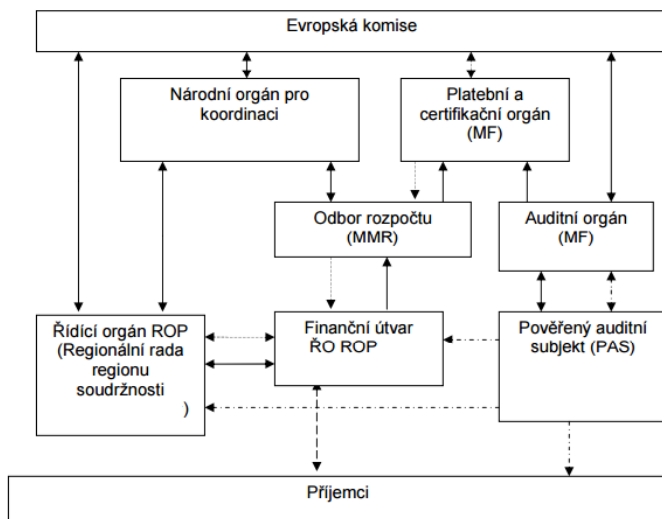 Evropská komise
Národní orgán pro
koordinaci
Platební a
certifikační orgán
(MF)
Odbor rozpočtu
(MMR)
Auditní orgán
(MF)
Řídící orgán ROP
(Regionální rada
regionu
soudržnosti
)
Finanční útvar
ŘO ROP
Pověřený auditní
subjekt (PAS)
Příjemci